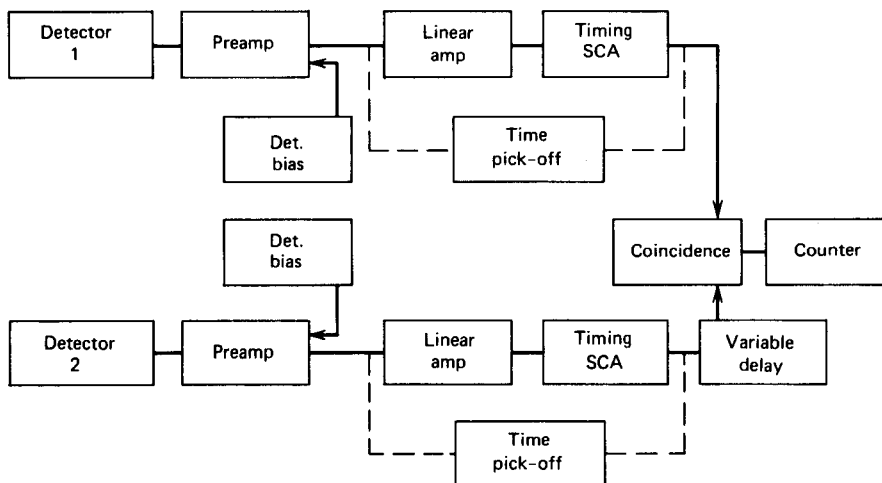 Detector
1
Preamp
Linear
amp
Timing
SCA
Det.
bias
Time
pick-off
Det.
bias
Coincidence
Counter
Detector
2
Preamp
Linear
amp
Timing
SCA
Variable
delay
Time
pick-off